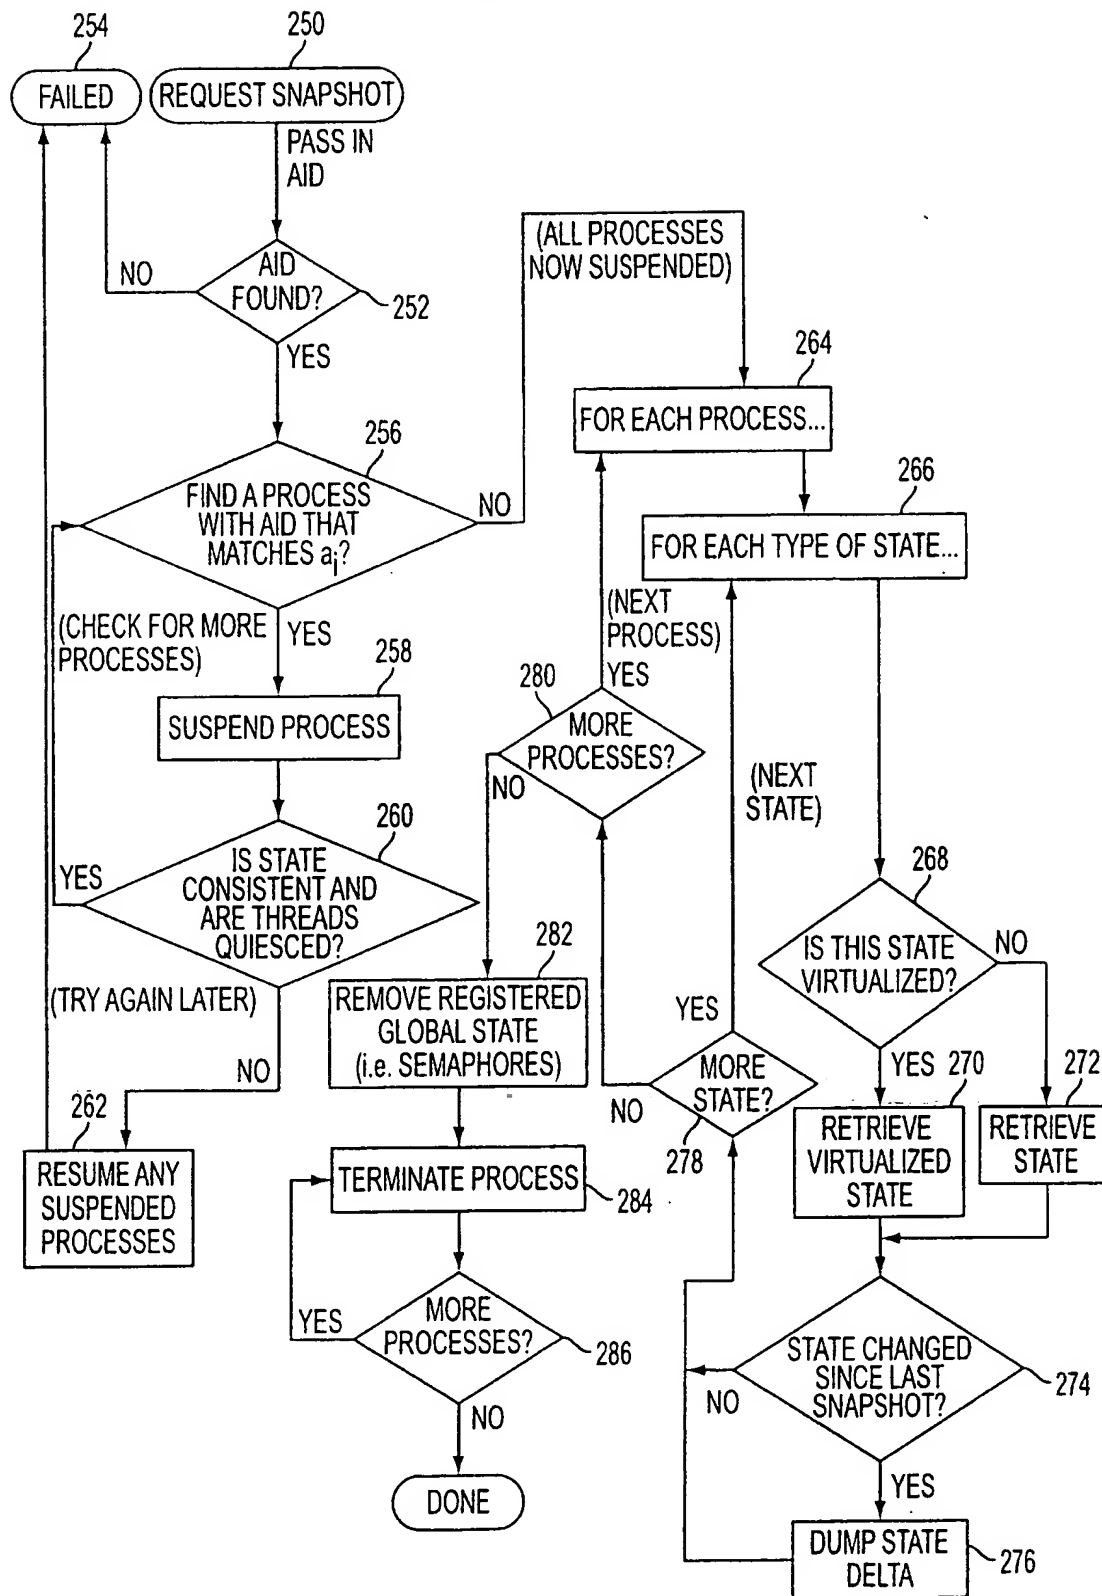 254
250
FAILED
REQUEST SNAPSHOT
PASS IN
AID
(ALL PROCESSES
NOW SUSPENDED)
NO
AID
FOUND?
252
YES
264
FOR EACH PROCESS...
256
FIND A PROCESS
WITH AID THAT
MATCHES aj?
NO
266
FOR EACH TYPE OF STATE...
(CHECK FOR MORE
PROCESSES)
YES
(NEXT
PROCESS)
YES
258
SUSPEND PROCESS
280
MORE
PROCESSES?
NO
(NEXT
STATE)
260
YES
IS STATE
CONSISTENT AND
ARE THREADS
QUIESCED?
268
IS THIS STATE
VIRTUALIZED?
NO
282
(TRY AGAIN LATER)
REMOVE REGISTERED
GLOBAL STATE
(i.e. SEMAPHORES)
YES
NO
MORE
STATE?
NO
278
YES
270
272
RETRIEVE
VIRTUALIZED
STATE
RETRIEVE
STATE
262
RESUME ANY
SUSPENDED
PROCESSES
TERMINATE PROCESS
284
YES
MORE
PROCESSES?
286
STATE CHANGED
SINCE LAST
SNAPSHOT?
274
NO
NO
YES
DONE
DUMP STATE
DELTA
276